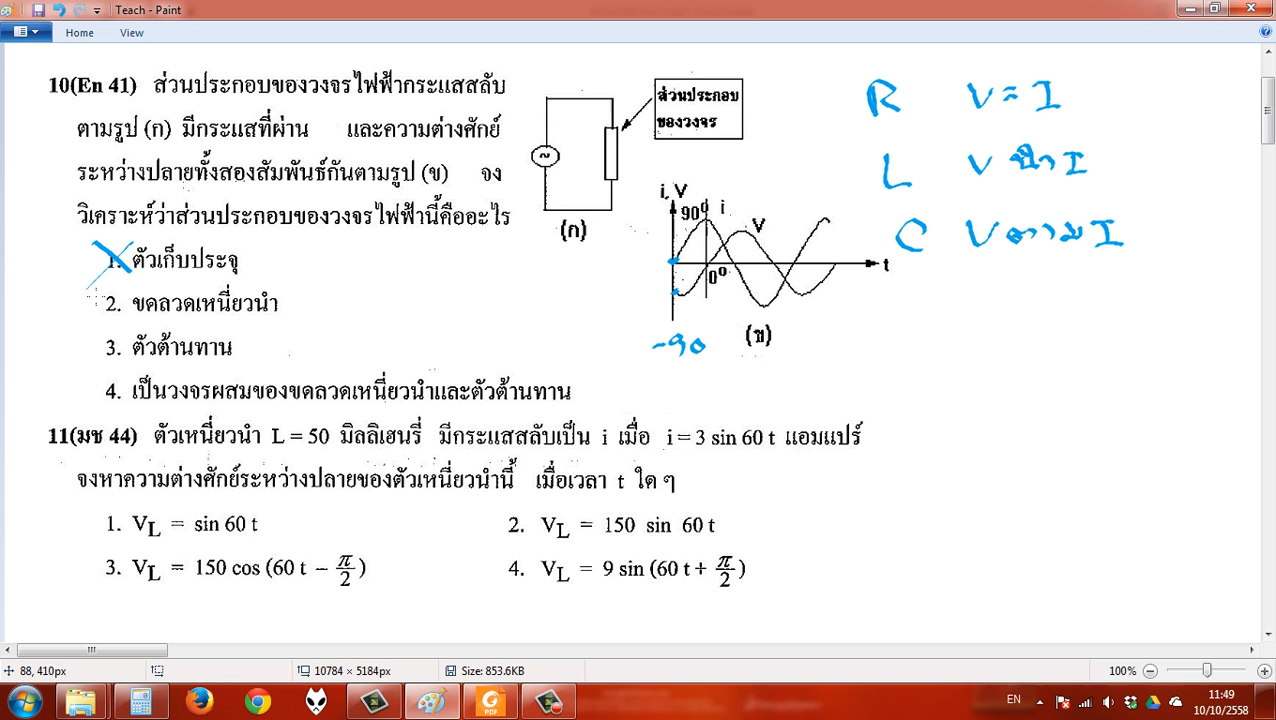 Teach - Paint
Home View
10(En 41) ส่วนประกอบของวงจรไฟฟ้ากระแสสลับ
ตามรูป (ก) มีกระแสที่ผ่าน และความต่างศักย์
ระหว่างปลายทั้งสองสัมพันธ์กันตามรูป (ข) จง
วิเคราะห์ว่าส่วนประกอบของวงจรไฟฟ้านี้คืออะไร
1. ตัวเก็บประจุ
2. ขดลวดเหนี่ยวนำ
3. ตัวต้านทาน
4. เป็นวงจรผสมของขดลวดเหนี่ยวนำและตัวต้านทาน
ส่วนประกอบ
ของวงจร
~
(ก)
i, V
90° i
V
0°
t
-90
(ข)
R V = I
L V นำ I
C V ตาม I
11(มช 44) ตัวเหนี่ยวนำ L = 50 มิลลิเฮนรี่ มีกระแสสลับเป็น i เมื่อ i = 3 sin 60 t แอมแปร์
จงหาความต่างศักย์ระหว่างปลายของตัวเหนี่ยวนำนี้ เมื่อเวลา t ใด ๆ
1. VL = sin 60 t 2. VL = 150 sin 60 t
3. VL = 150 cos (60 t − π/2) 4. VL = 9 sin (60 t + π/2)
88, 410px 10784 × 5184px Size: 853.6KB 100%
PDF EN 11:49
10/10/2558